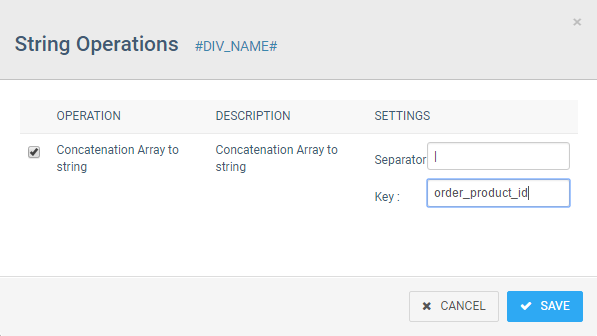 ×
String Operations #DIV_NAME#
OPERATION DESCRIPTION SETTINGS
Concatenation Array to string Concatenation Array to string Separator |
Key : order_product_id
CANCEL SAVE